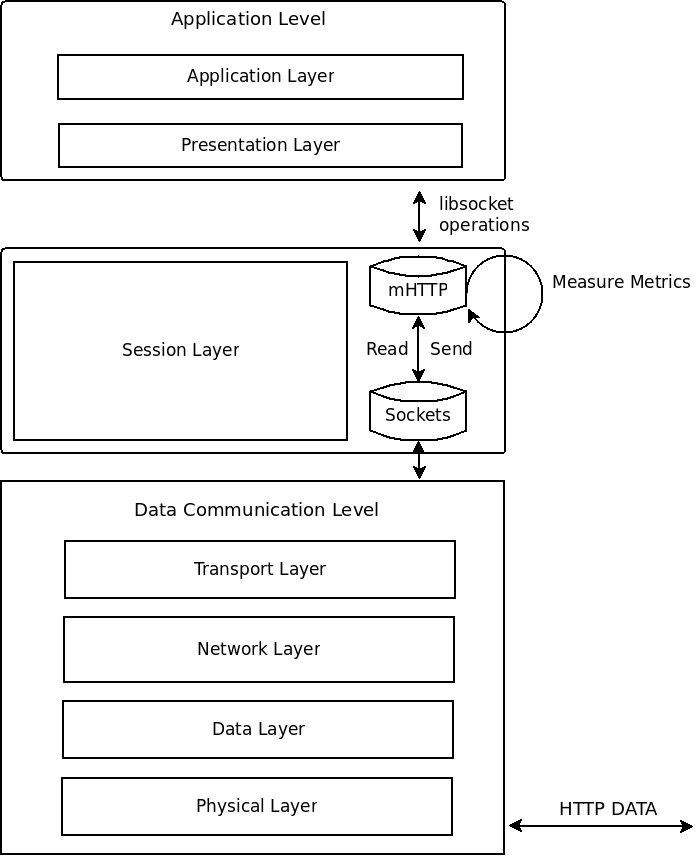 Application Level
Application Layer
Presentation Layer
libsocket
operations
mHTTP
Measure Metrics
Session Layer
Read
Send
Sockets
Data Communication Level
Transport Layer
Network Layer
Data Layer
Physical Layer
HTTP DATA